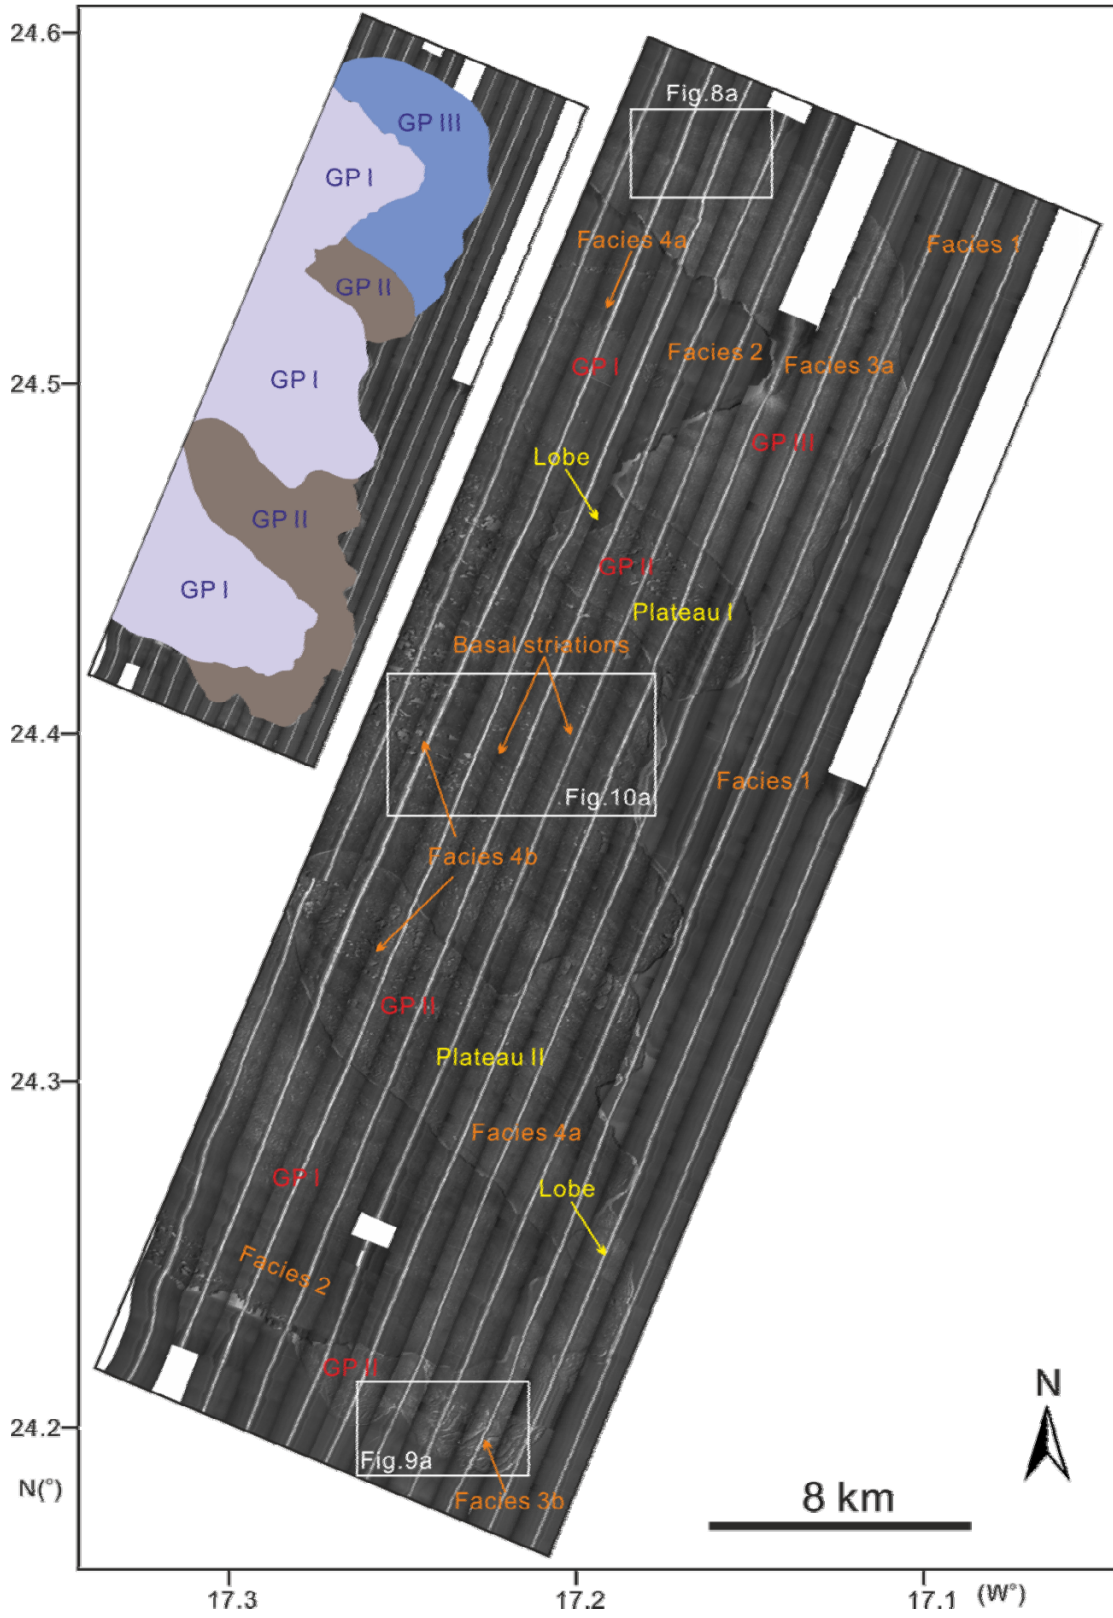 24.6
Fig.8a
GP III
GP I
Facies 4a
Facies 1
GP II
Facies 2
Facies 3a
GP I
24.5
GP I
GP III
Lobe
GP II
GP II
Plateau I
GP I
Basal striations
24.4
Facies 1
Fig.10a
Facies 4b
GP II
Plateau II
24.3
Facies 4a
GP I
Lobe
Facies 2
GP II
N
24.2
Fig.9a
N(°)
Facies 3b
8 km
17.3
17.2
17.1
(W°)